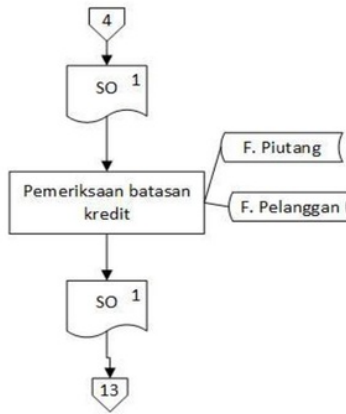 4
SO 1
F. Piutang
Pemeriksaan batasan
kredit
F. Pelanggan
SO 1
13